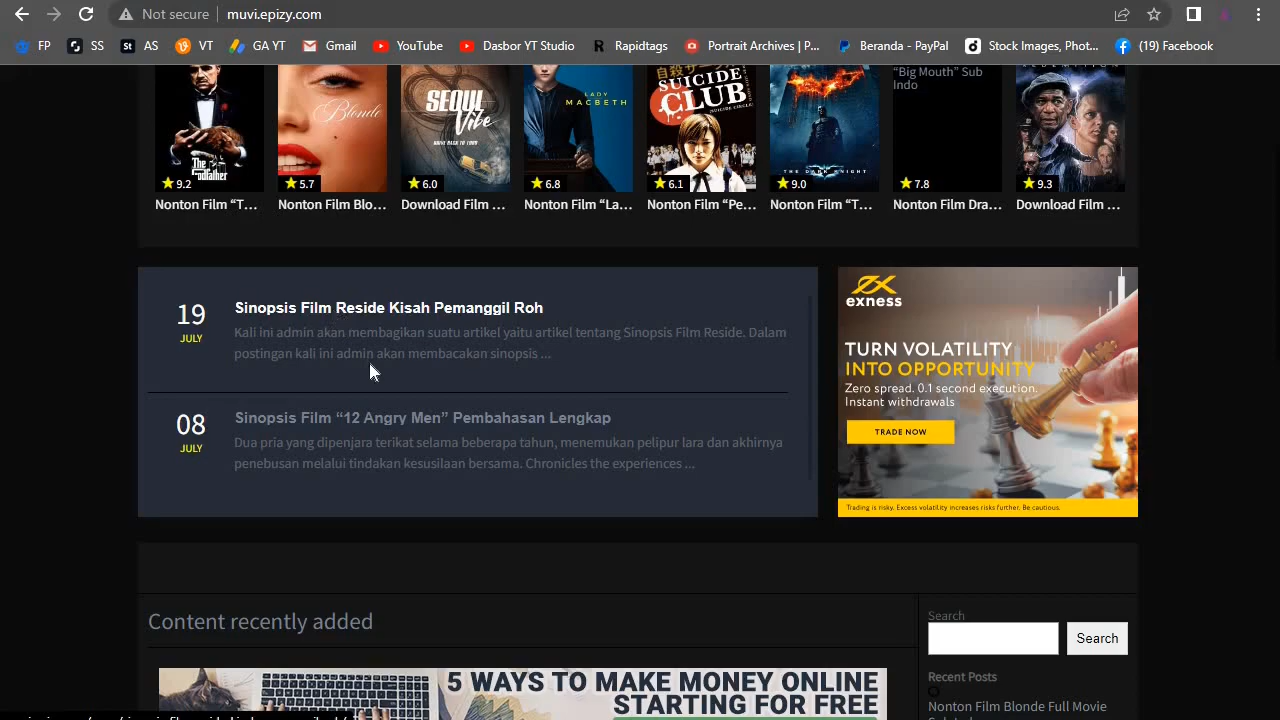 Not secure muvi.epizy.com
FP SS AS VT GA YT Gmail YouTube Dasbor YT Studio Rapidtags Portrait Archives | P... Beranda - PayPal Stock Images, Phot... (19) Facebook
The Godfather
Blonde
SEOUL Vibe
LADY MACBETH
自殺サークル
SUICIDE CLUB
THE DARK KNIGHT
"Big Mouth" Sub
Indo
9.2 5.7 6.0 6.8 6.1 9.0 7.8 9.3
Nonton Film “T... Nonton Film Blo... Download Film ... Nonton Film “La... Nonton Film “Pe... Nonton Film “T... Nonton Film Dra... Download Film ...
19
JULY
Sinopsis Film Reside Kisah Pemanggil Roh
Kali ini admin akan membagikan suatu artikel yaitu artikel tentang Sinopsis Film Reside. Dalam
postingan kali ini admin akan membacakan sinopsis ...
08
JULY
Sinopsis Film “12 Angry Men” Pembahasan Lengkap
Dua pria yang dipenjara terikat selama beberapa tahun, menemukan pelipur lara dan akhirnya
penebusan melalui tindakan kesusilaan bersama. Chronicles the experiences ...
exness
TURN VOLATILITY
INTO OPPORTUNITY
Zero spread. 0.1 second execution.
Instant withdrawals
TRADE NOW
Trading is risky. Excess volatility increases risks further. Be cautious.
Content recently added
5 WAYS TO MAKE MONEY ONLINE
STARTING FOR FREE
Search
Search
Recent Posts
Nonton Film Blonde Full Movie